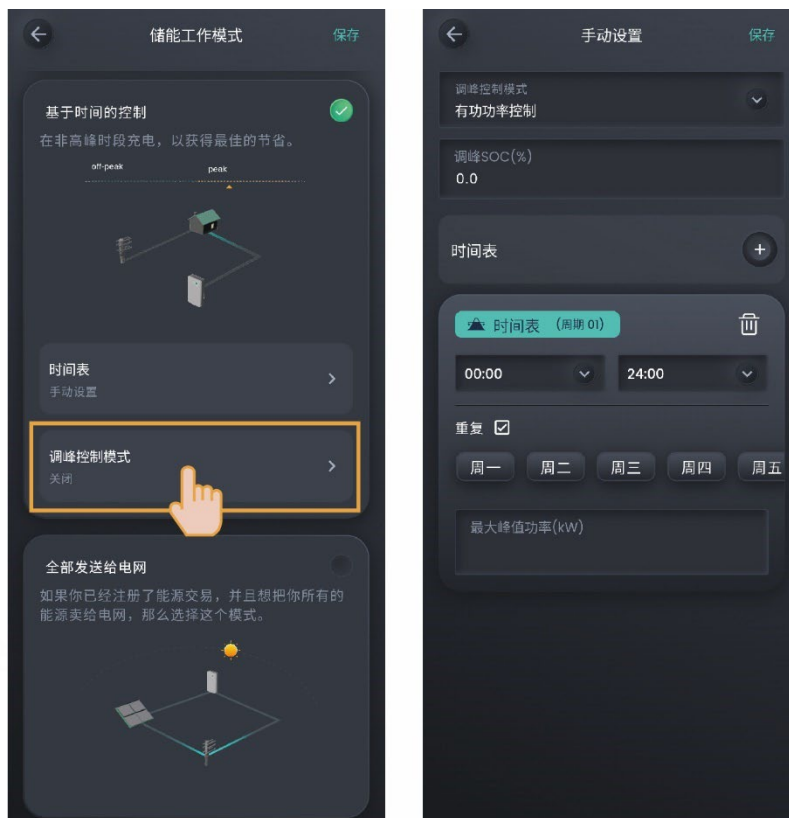 储能工作模式
保存
基于时间的控制
在非高峰时段充电，以获得最佳的节省。
off-peak
peak
时间表
手动设置
调峰控制模式
关闭
全部发送给电网
如果你已经注册了能源交易，并且想把你所有的
能源卖给电网，那么选择这个模式。
手动设置
保存
调峰控制模式
有功功率控制
调峰SOC(%)
0.0
时间表
时间表 (周期 01)
00:00
24:00
重复
周一
周二
周三
周四
周五
最大峰值功率(kW)